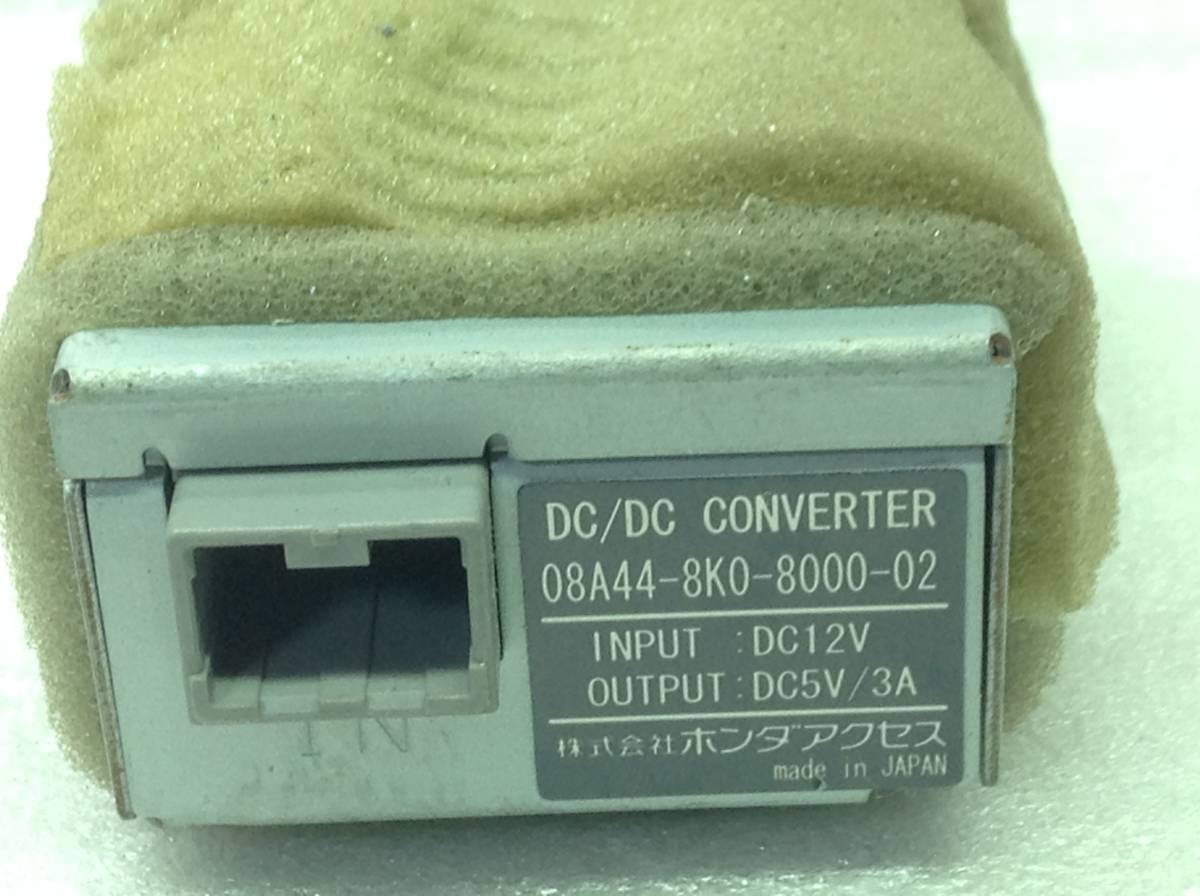 DC/DC CONVERTER
08A44-8K0-8000-02
INPUT :DC12V
OUTPUT:DC5V/3A
株式会社ホンダアクセス
made in JAPAN
IN